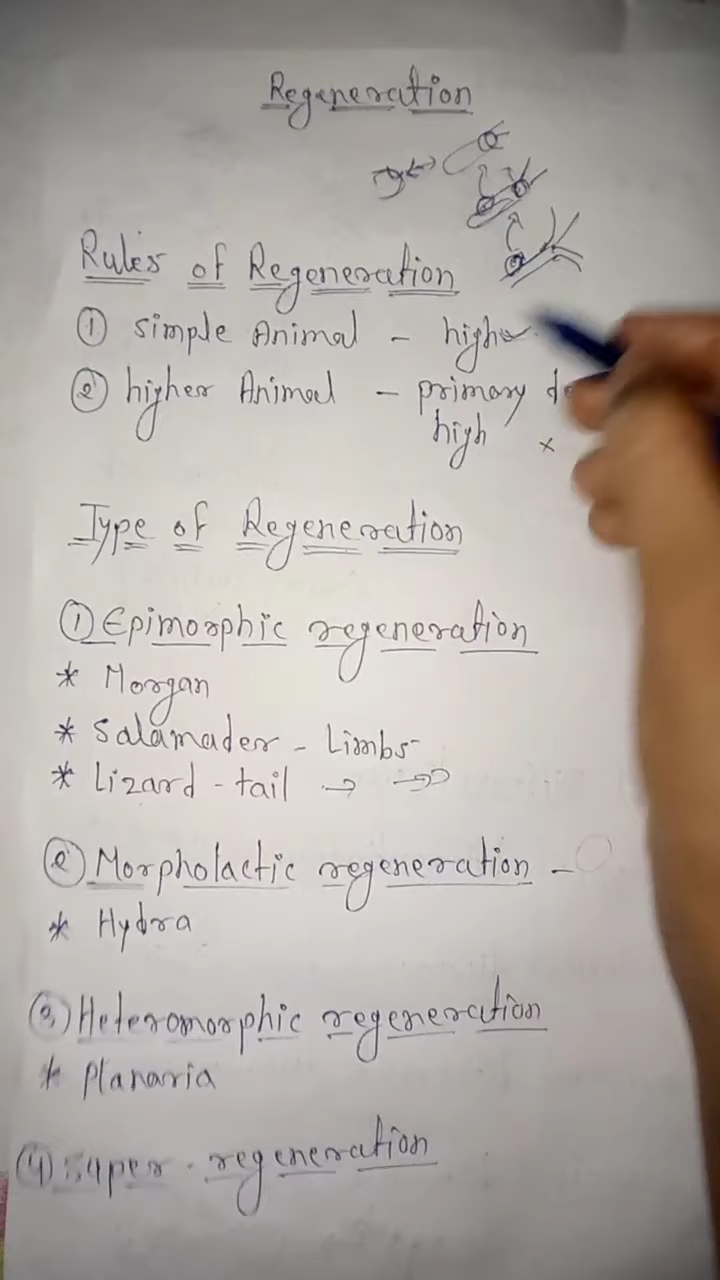 Regeneration
Rules of Regeneration
① Simple Animal - high
② higher Animal - primary
high ×
Type of Regeneration
① Epimorphic regeneration
* Morgan
* Salamader - Limbs
* Lizard - tail →
② Morpholactic regeneration -
* Hydra
③ Heteromorphic regeneration
* Planaria
④ Super - regeneration